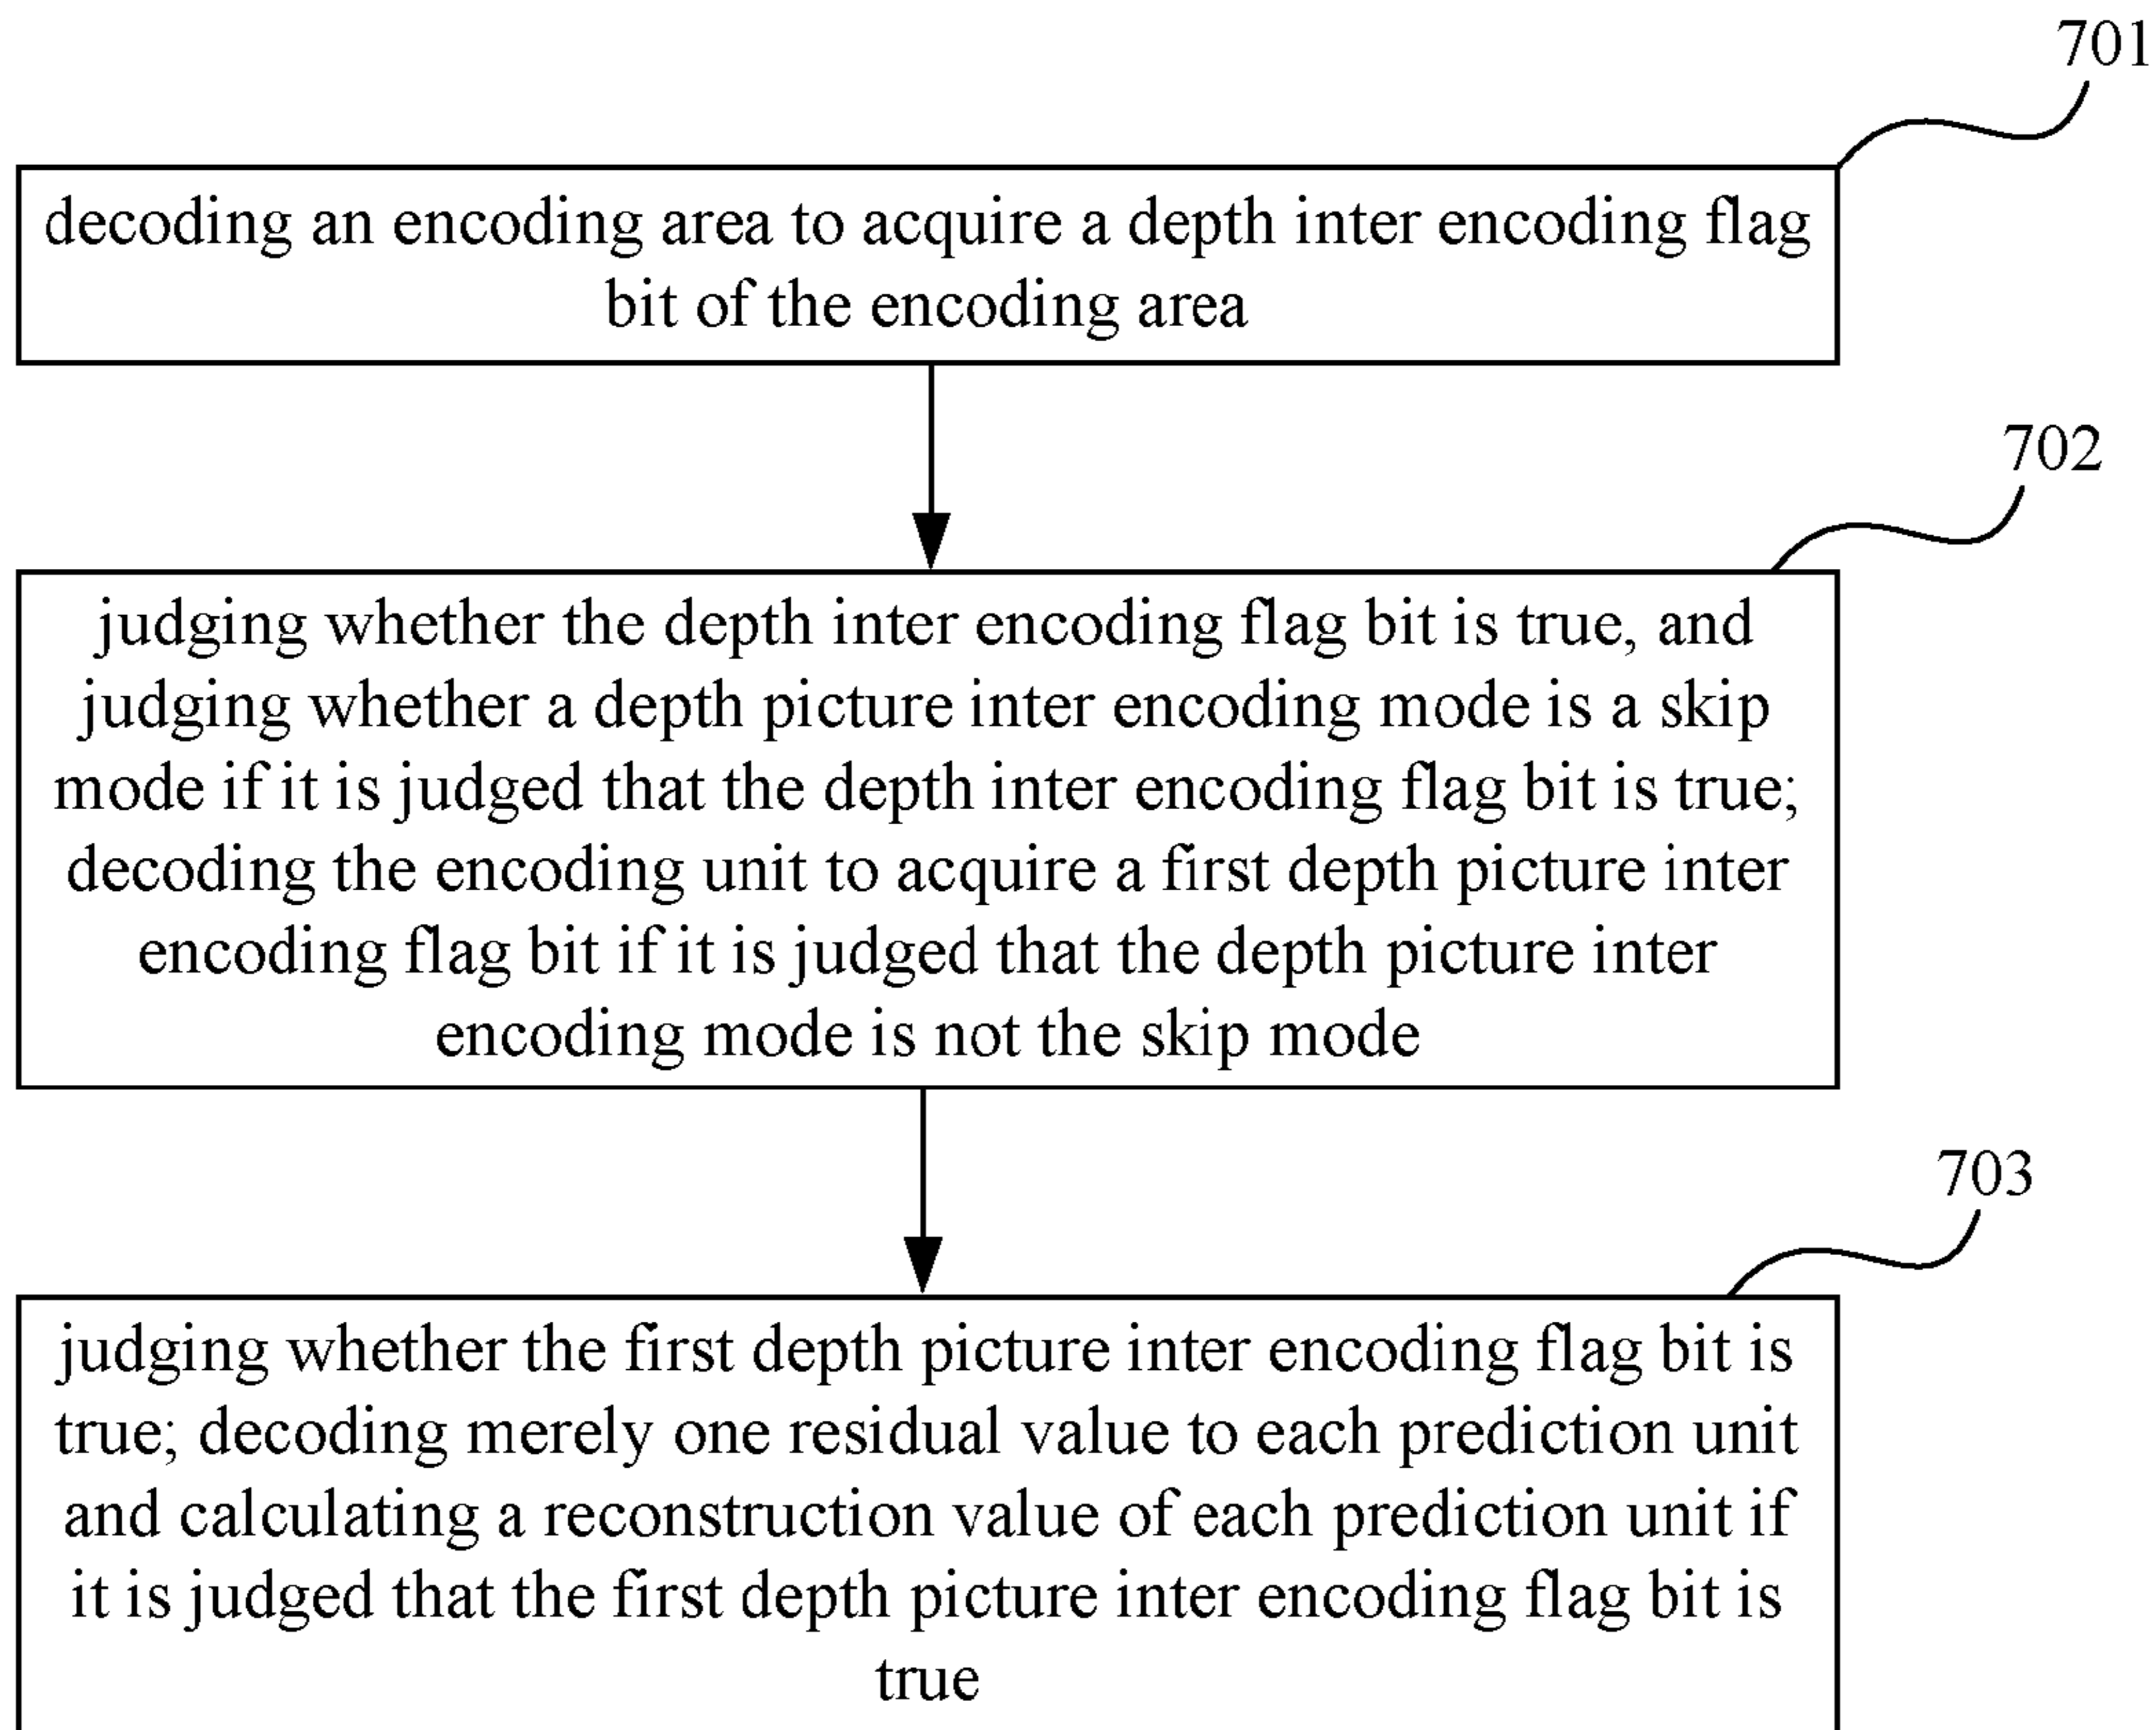 701
decoding an encoding area to acquire a depth inter encoding flag
bit of the encoding area
702
judging whether the depth inter encoding flag bit is true, and
judging whether a depth picture inter encoding mode is a skip
mode if it is judged that the depth inter encoding flag bit is true;
decoding the encoding unit to acquire a first depth picture inter
encoding flag bit if it is judged that the depth picture inter
encoding mode is not the skip mode
703
judging whether the first depth picture inter encoding flag bit is
true; decoding merely one residual value to each prediction unit
and calculating a reconstruction value of each prediction unit if
it is judged that the first depth picture inter encoding flag bit is
true